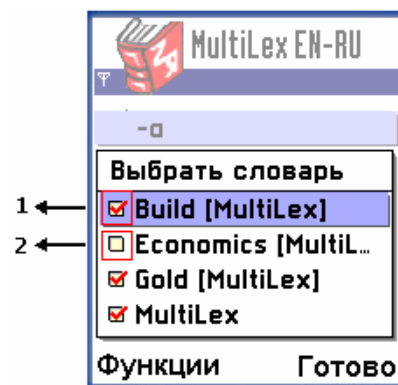 MultiLex EN-RU
-a
Выбрать словарь
1 Build [MultiLex]
2 Economics [MultiL...
Gold [MultiLex]
MultiLex
Функции Готово